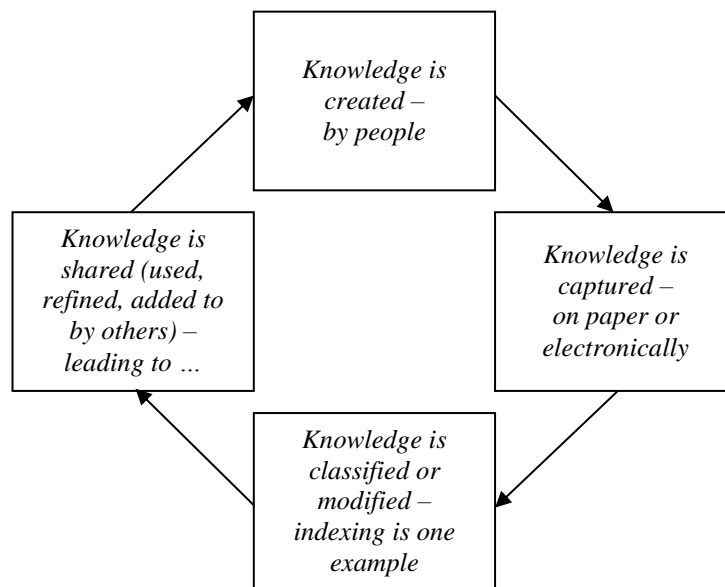 Knowledge is
created –
by people
Knowledge is
captured –
on paper or
electronically
Knowledge is
classified or
modified –
indexing is one
example
Knowledge is
shared (used,
refined, added to
by others) –
leading to …